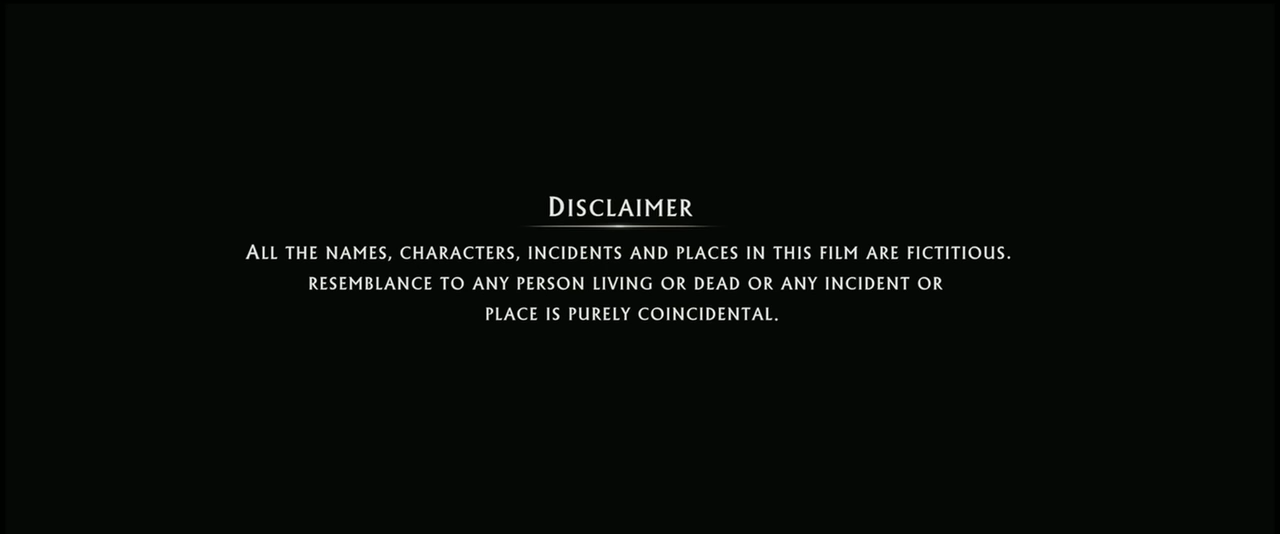 Disclaimer
All the names, characters, incidents and places in this film are fictitious.
resemblance to any person living or dead or any incident or
place is purely coincidental.